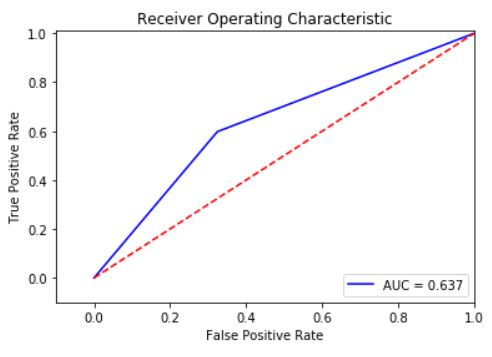 Receiver Operating Characteristic
1.0
0.8
0.6
0.4
0.2
0.0
True Positive Rate
AUC = 0.637
0.0 0.2 0.4 0.6 0.8 1.0
False Positive Rate